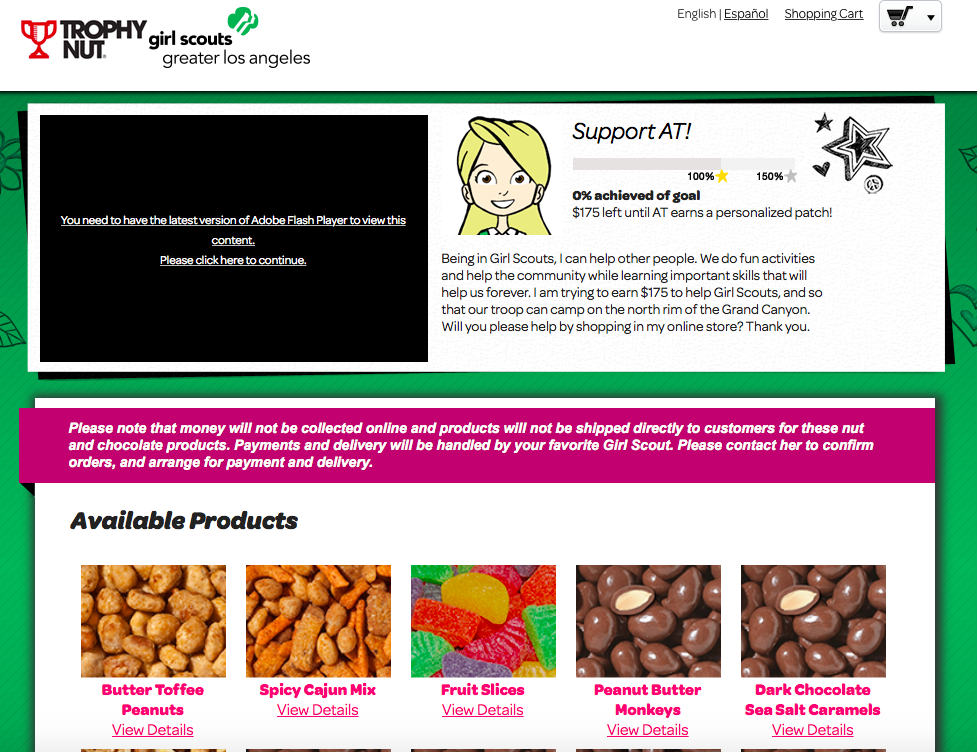 TROPHY
NUT®
girl scouts
greater los angeles
English | Español
Shopping Cart
You need to have the latest version of Adobe Flash Player to view this
content.
Please click here to continue.
Support AT!
100%
150%
0% achieved of goal
$175 left until AT earns a personalized patch!
Being in Girl Scouts, I can help other people. We do fun activities
and help the community while learning important skills that will
help us forever. I am trying to earn $175 to help Girl Scouts, and so
that our troop can camp on the north rim of the Grand Canyon.
Will you please help by shopping in my online store? Thank you.
Please note that money will not be collected online and products will not be shipped directly to customers for these nut
and chocolate products. Payments and delivery will be handled by your favorite Girl Scout. Please contact her to confirm
orders, and arrange for payment and delivery.
Available Products
Butter Toffee
Peanuts
View Details
Spicy Cajun Mix
View Details
Fruit Slices
View Details
Peanut Butter
Monkeys
View Details
Dark Chocolate
Sea Salt Caramels
View Details